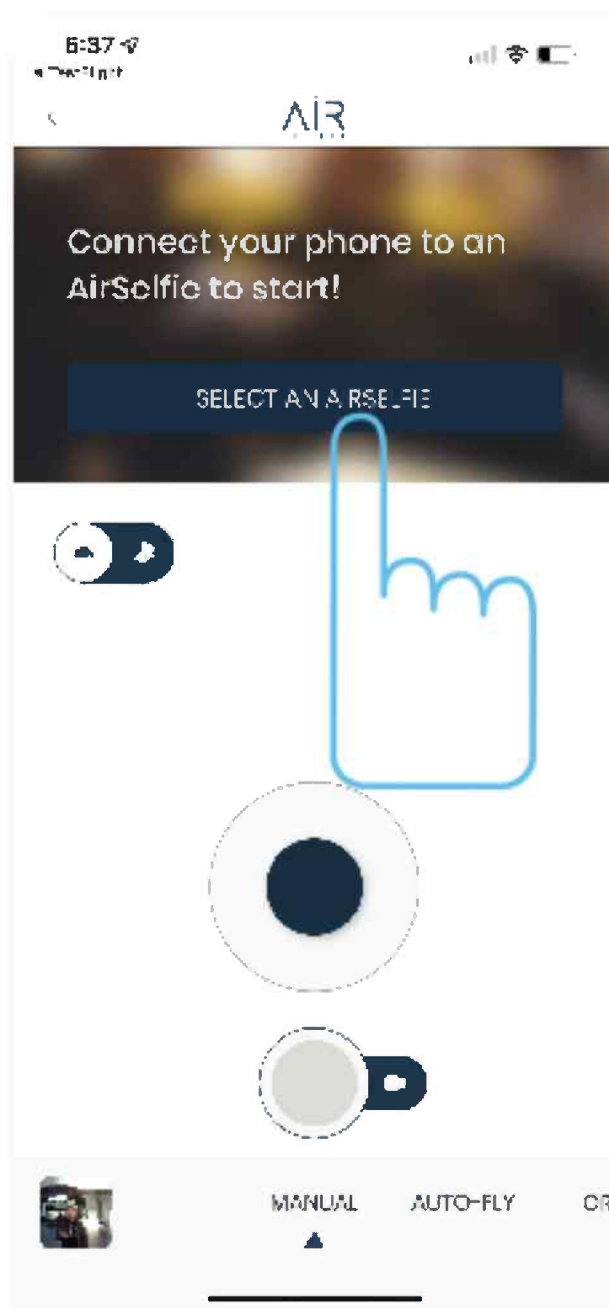 6:37
AIR
Connect your phone to an
AirSelfie to start!
SELECT AN AIRSELFIE
MANUAL AUTO-FLY